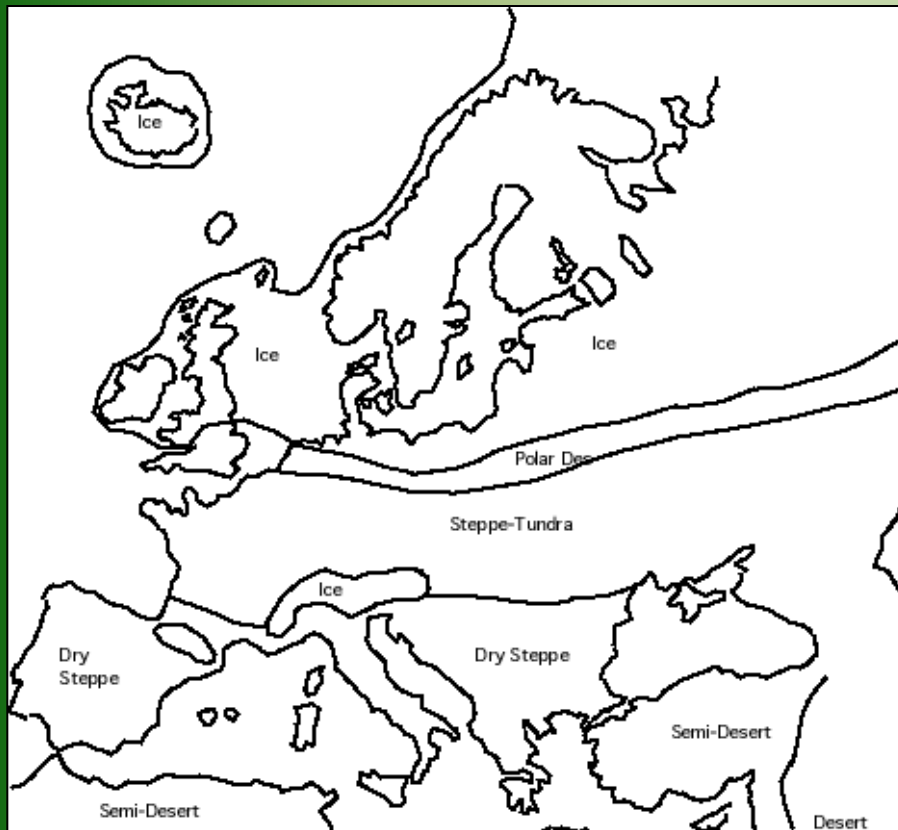 Ice
Ice
Ice
Polar Des
Steppe-Tundra
Ice
Dry
Steppe
Dry Steppe
Semi-Desert
Semi-Desert
Desert